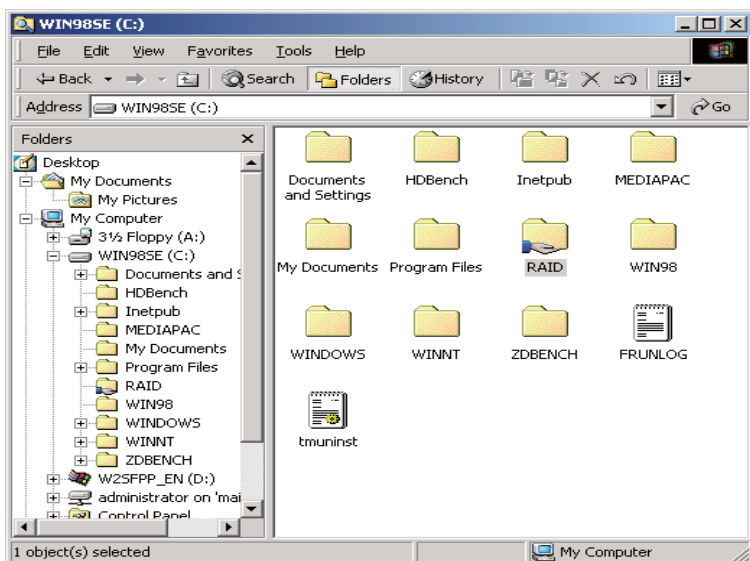 WIN98SE (C:)
File Edit View Favorites Tools Help
Back Search Folders History
Address WIN98SE (C:) Go
Folders
Desktop
My Documents
My Pictures
My Computer
3½ Floppy (A:)
WIN98SE (C:)
Documents and S
HDBench
Inetpub
MEDIAPAC
My Documents
Program Files
RAID
WIN98
WINDOWS
WINNT
ZDBENCH
W2SFPP_EN (D:)
administrator on 'mai
Control Panel
Documents and Settings HDBench Inetpub MEDIAPAC
My Documents Program Files RAID WIN98
WINDOWS WINNT ZDBENCH FRUNLOG
tmuninst
1 object(s) selected My Computer